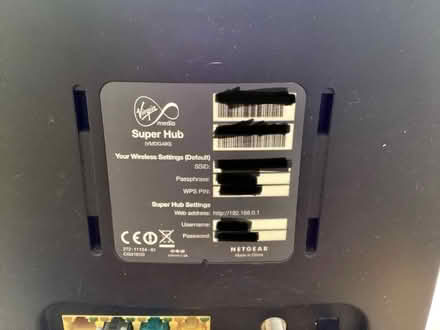 Virgin
media
Super Hub
(VMDG480)
Your Wireless Settings (Default)
SSID:
Passphrase:
WPS PIN:
Super Hub Settings
Web address: http://192.168.0.1
Username:
Password:
NETGEAR
Made in China